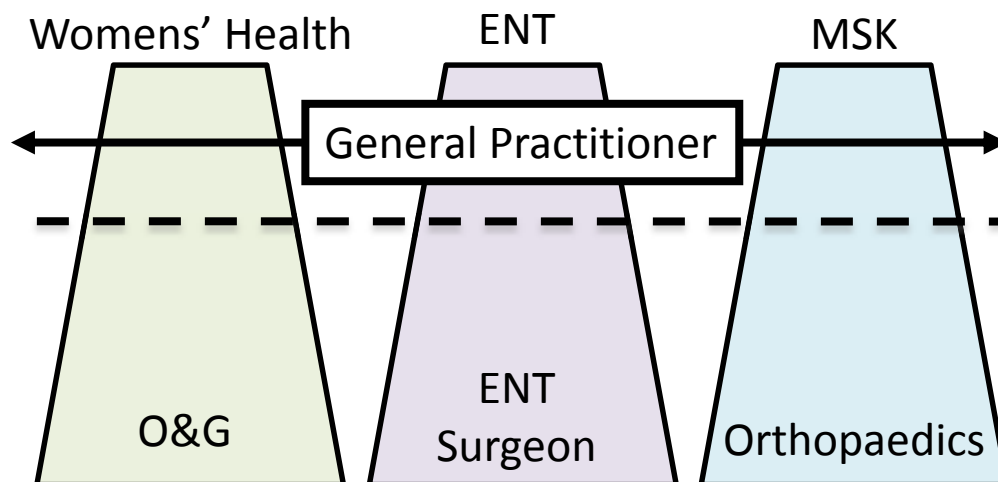 Womens’ Health
ENT
MSK
General Practitioner
O&G
ENT
Surgeon
Orthopaedics